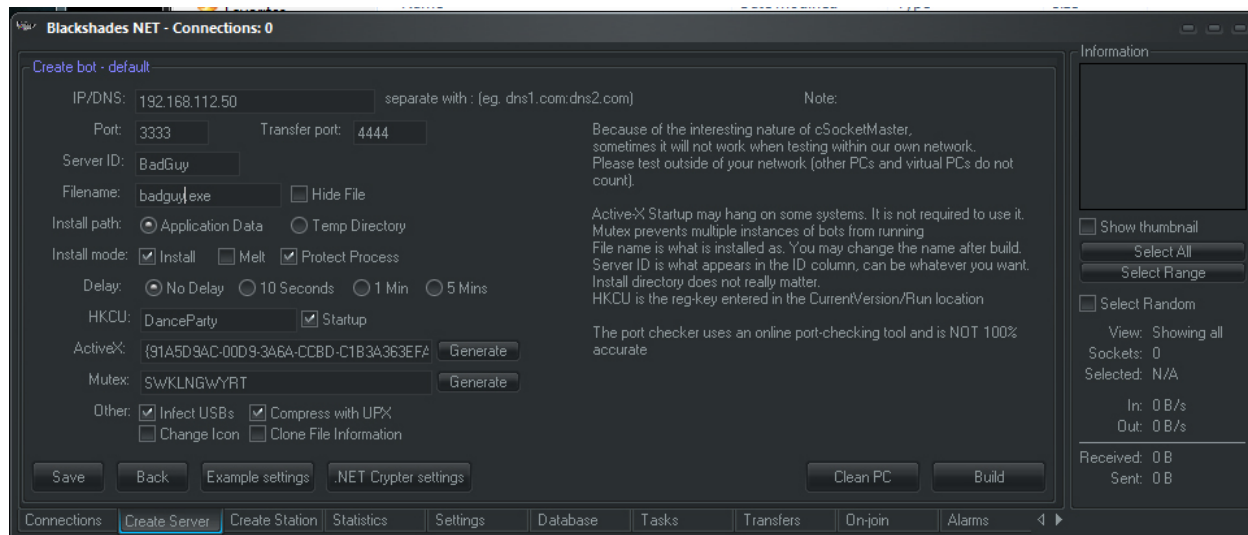 Blackshades NET - Connections: 0
Create bot - default
IP/DNS: 192.168.112.50 separate with : (eg. dns1.com:dns2.com)
Port: 3333 Transfer port: 4444
Server ID: BadGuy
Filename: badguy.exe Hide File
Install path: Application Data Temp Directory
Install mode: Install Melt Protect Process
Delay: No Delay 10 Seconds 1 Min 5 Mins
HKCU: DanceParty Startup
ActiveX: {91A5D9AC-00D9-3A6A-CCBD-C1B3A363EFA Generate
Mutex: SWKLNGWYRT Generate
Other: Infect USBs Compress with UPX
Change Icon Clone File Information
Note:
Because of the interesting nature of cSocketMaster,
sometimes it will not work when testing within our own network.
Please test outside of your network (other PCs and virtual PCs do not
count).
Active-X Startup may hang on some systems. It is not required to use it.
Mutex prevents multiple instances of bots from running
File name is what is installed as. You may change the name after build.
Server ID is what appears in the ID column, can be whatever you want.
Install directory does not really matter.
HKCU is the reg-key entered in the CurrentVersion/Run location
The port checker uses an online port-checking tool and is NOT 100%
accurate
Save Back Example settings .NET Crypter settings Clean PC Build
Connections Create Server Create Station Statistics Settings Database Tasks Transfers On-join Alarms
Information
Show thumbnail
Select All
Select Range
Select Random
View: Showing all
Sockets: 0
Selected: N/A
In: 0 B/s
Out: 0 B/s
Received: 0 B
Sent: 0 B